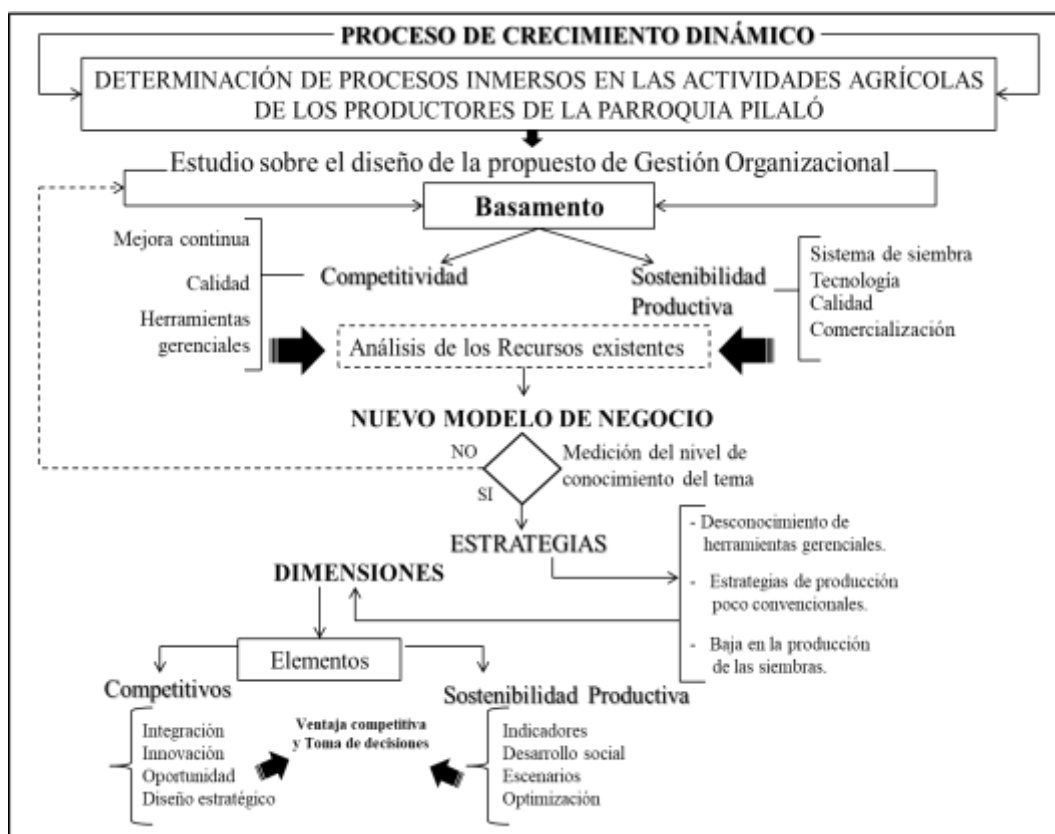 PROCESO DE CRECIMIENTO DINÁMICO
DETERMINACIÓN DE PROCESOS INMERSOS EN LAS ACTIVIDADES AGRÍCOLAS
DE LOS PRODUCTORES DE LA PARROQUIA PILALÓ
Estudio sobre el diseño de la propuesto de Gestión Organizacional
Basamento
Mejora continua
Calidad
Herramientas
gerenciales
Competitividad
Sostenibilidad
Productiva
Sistema de siembra
Tecnología
Calidad
Comercialización
Análisis de los Recursos existentes
NUEVO MODELO DE NEGOCIO
NO
SI
Medición del nivel de
conocimiento del tema
ESTRATEGIAS
- Desconocimiento de
herramientas gerenciales.
- Estrategias de producción
poco convencionales.
- Baja en la producción
de las siembras.
DIMENSIONES
Elementos
Competitivos
Integración
Innovación
Oportunidad
Diseño estratégico
Ventaja competitiva
y Toma de decisiones
Sostenibilidad Productiva
Indicadores
Desarrollo social
Escenarios
Optimización